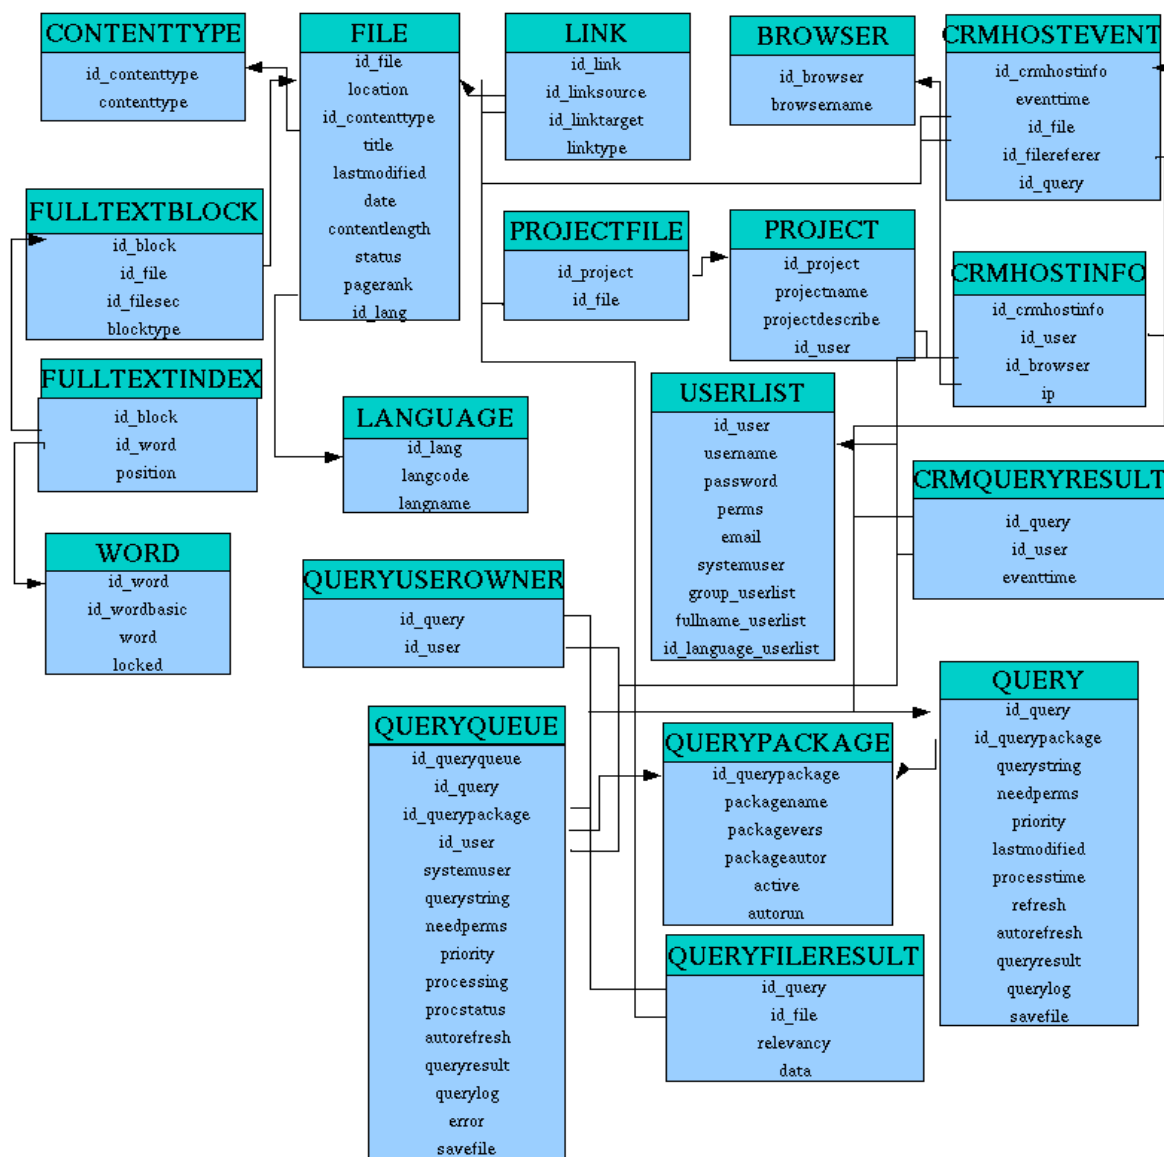 CONTENTTYPE
id_contenttype
contenttype
FILE
id_file
location
id_contenttype
title
lastmodified
date
contentlength
status
pagerank
id_lang
LINK
id_link
id_linksource
id_linktarget
linktype
BROWSER
id_browser
browsername
CRMHOSTEVENT
id_crmhostinfo
eventtime
id_file
id_filereferer
id_query
FULLTEXTBLOCK
id_block
id_file
id_filesec
blocktype
PROJECTFILE
id_project
id_file
PROJECT
id_project
projectname
projectdescribe
id_user
CRMHOSTINFO
id_crmhostinfo
id_user
id_browser
ip
FULLTEXTINDEX
id_block
id_word
position
LANGUAGE
id_lang
langcode
langname
USERLIST
id_user
username
password
perms
email
systemuser
group_userlist
fullname_userlist
id_language_userlist
CRMQUERYRESULT
id_query
id_user
eventtime
WORD
id_word
id_wordbasic
word
locked
QUERYUSEROWNER
id_query
id_user
QUERYQUEUE
id_queryqueue
id_query
id_querypackage
id_user
systemuser
querystring
needperms
priority
processing
procstatus
autorefresh
queryresult
querylog
error
savefile
QUERYPACKAGE
id_querypackage
packagename
packagevers
packageautor
active
autorun
QUERY
id_query
id_querypackage
querystring
needperms
priority
lastmodified
processtime
refresh
autorefresh
queryresult
querylog
savefile
QUERYFILERESULT
id_query
id_file
relevancy
data